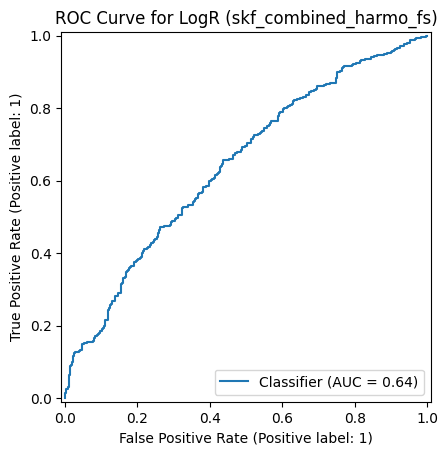 ROC Curve for LogR (skf_combined_harmo_fs)
True Positive Rate (Positive label: 1)
1.0
0.8
0.6
0.4
0.2
0.0
Classifier (AUC = 0.64)
0.0 0.2 0.4 0.6 0.8 1.0
False Positive Rate (Positive label: 1)